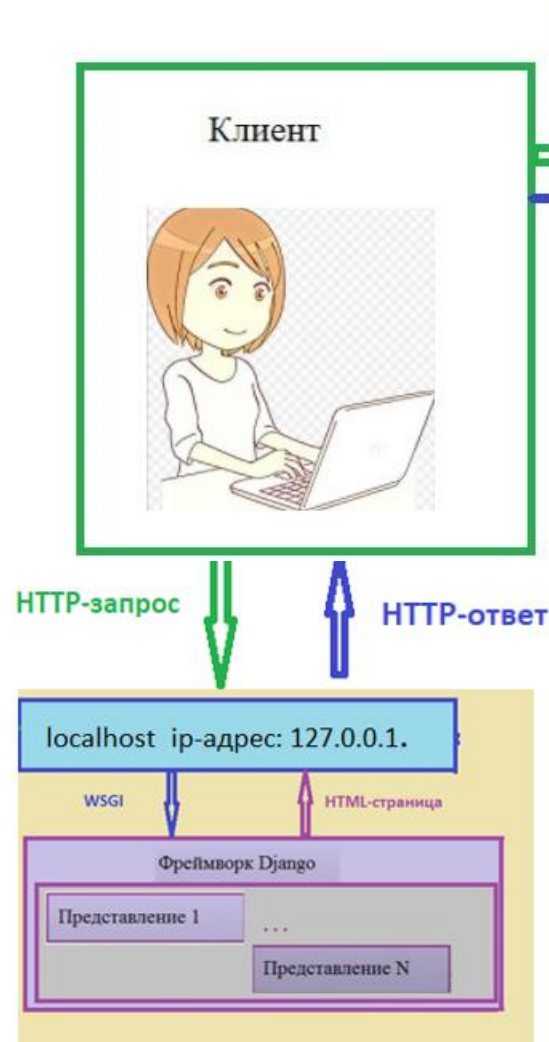 Клиент
HTTP-запрос
HTTP-ответ
localhost ip-адрес: 127.0.0.1.
WSGI
HTML-страница
Фреймворк Django
Представление 1
...
Представление N